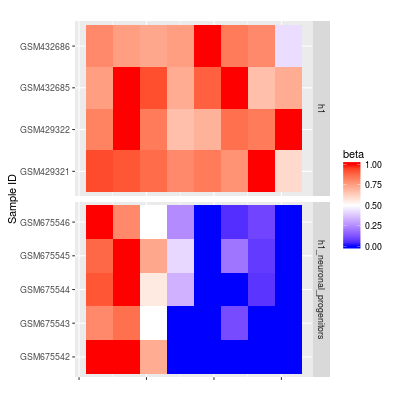 GSM432686
GSM432685
GSM429322
GSM429321
h1
GSM675546
GSM675545
GSM675544
GSM675543
GSM675542
h1_neuronal_progenitors
Sample ID
beta
1.00
0.75
0.50
0.25
0.00